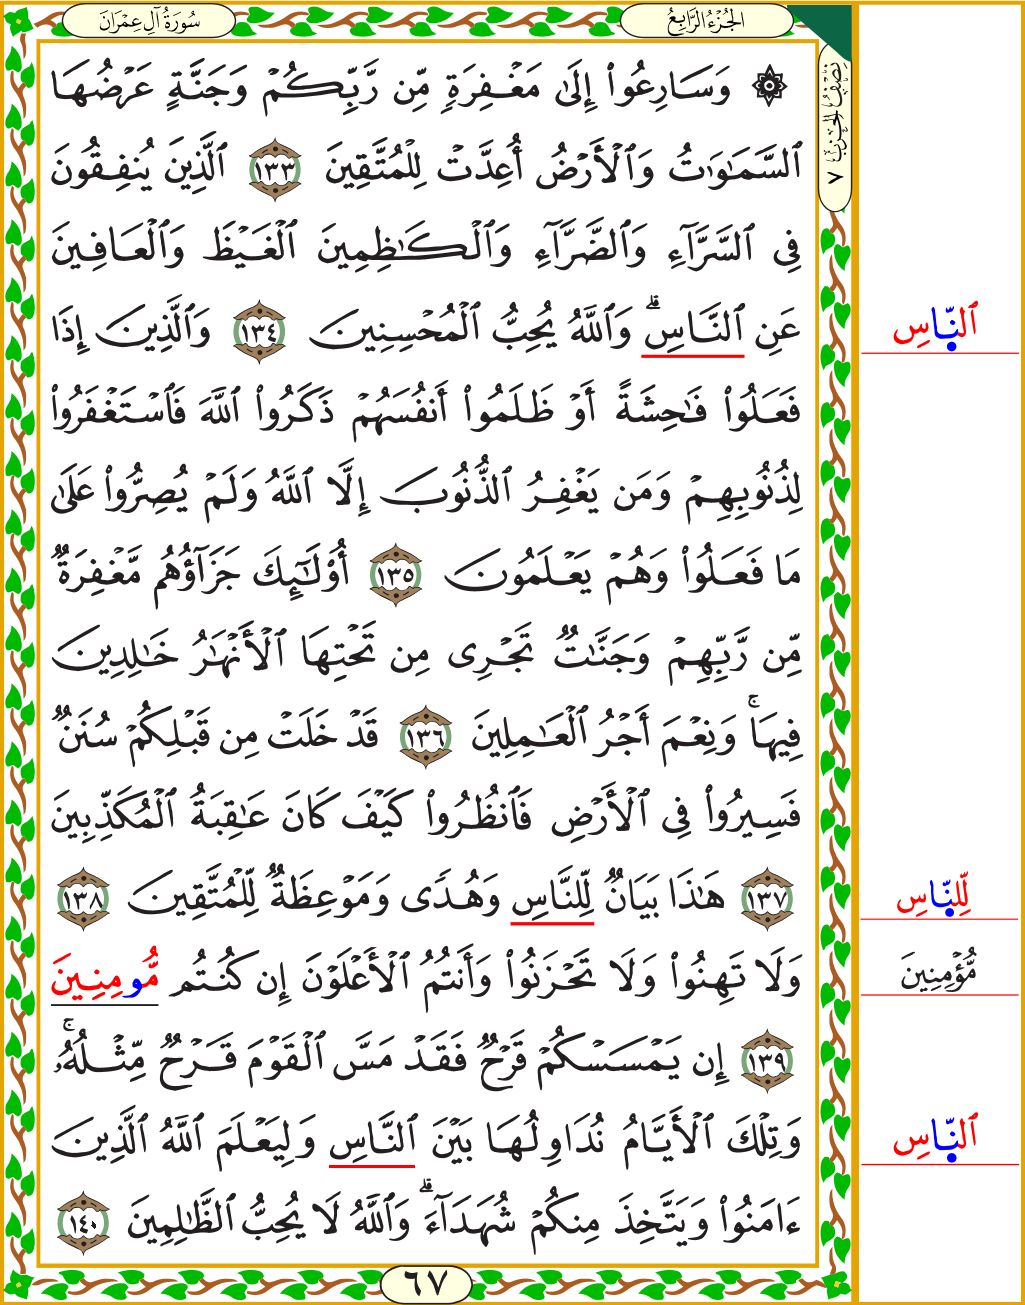 سُورَةُ آلِ عِمْرَانَ
الجُزْءُ الرَّابِعُ
نِصْفُ الحِزْبِ ٧
۞ وَسَارِعُوٓاْ إِلَىٰ مَغْفِرَةٍ مِّن رَّبِّكُمْ وَجَنَّةٍ عَرْضُهَا
ٱلسَّمَٰوَٰتُ وَٱلْأَرْضُ أُعِدَّتْ لِلْمُتَّقِينَ ١٣٣ ٱلَّذِينَ يُنفِقُونَ
فِى ٱلسَّرَّآءِ وَٱلضَّرَّآءِ وَٱلْكَٰظِمِينَ ٱلْغَيْظَ وَٱلْعَافِينَ
عَنِ ٱلنَّاسِ ۗ وَٱللَّهُ يُحِبُّ ٱلْمُحْسِنِينَ ١٣٤ وَٱلَّذِينَ إِذَا
فَعَلُواْ فَٰحِشَةً أَوْ ظَلَمُوٓاْ أَنفُسَهُمْ ذَكَرُواْ ٱللَّهَ فَٱسْتَغْفَرُواْ
لِذُنُوبِهِمْ وَمَن يَغْفِرُ ٱلذُّنُوبَ إِلَّا ٱللَّهُ وَلَمْ يُصِرُّواْ عَلَىٰ
مَا فَعَلُواْ وَهُمْ يَعْلَمُونَ ١٣٥ أُوْلَٰٓئِكَ جَزَآؤُهُم مَّغْفِرَةٌ
مِّن رَّبِّهِمْ وَجَنَّٰتٌ تَجْرِى مِن تَحْتِهَا ٱلْأَنْهَٰرُ خَٰلِدِينَ
فِيهَا ۚ وَنِعْمَ أَجْرُ ٱلْعَٰمِلِينَ ١٣٦ قَدْ خَلَتْ مِن قَبْلِكُمْ سُنَنٌ
فَسِيرُواْ فِى ٱلْأَرْضِ فَٱنظُرُواْ كَيْفَ كَانَ عَٰقِبَةُ ٱلْمُكَذِّبِينَ
١٣٧ هَٰذَا بَيَانٌ لِّلنَّاسِ وَهُدًى وَمَوْعِظَةٌ لِّلْمُتَّقِينَ ١٣٨
وَلَا تَهِنُواْ وَلَا تَحْزَنُواْ وَأَنتُمُ ٱلْأَعْلَوْنَ إِن كُنتُم مُّومِنِينَ
١٣٩ إِن يَمْسَسْكُمْ قَرْحٌ فَقَدْ مَسَّ ٱلْقَوْمَ قَرْحٌ مِّثْلُهُۥ ۚ
وَتِلْكَ ٱلْأَيَّامُ نُدَاوِلُهَا بَيْنَ ٱلنَّاسِ وَلِيَعْلَمَ ٱللَّهُ ٱلَّذِينَ
ءَامَنُواْ وَيَتَّخِذَ مِنكُمْ شُهَدَآءَ ۗ وَٱللَّهُ لَا يُحِبُّ ٱلظَّٰلِمِينَ ١٤٠
ٱلنَّاسِ
لِّلنَّاسِ
مُّؤْمِنِينَ
ٱلنَّاسِ
٦٧